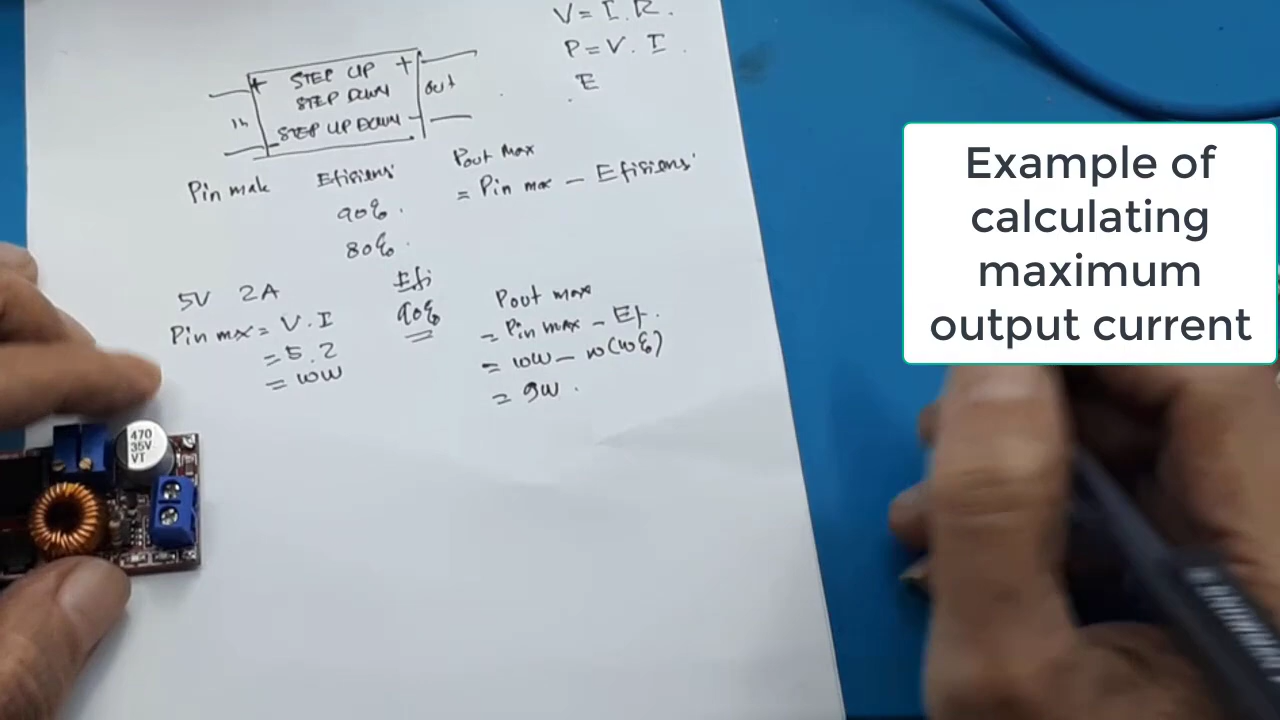 V = I . R .
P = V . I .
E
+ STEP UP +
STEP DOWN
- STEP UP DOWN -
in
out
Pin mak
Efisiens'
90%.
80%.
Pout Max
= Pin max - Efisiens'
5V 2A
Pin mx = V . I
= 5 . 2
= 10W
Efi
90%
Pout max
= Pin max - Ef.
= 10W - 10(10%)
= 9W .
470
35V
VT
Example of
calculating
maximum
output current